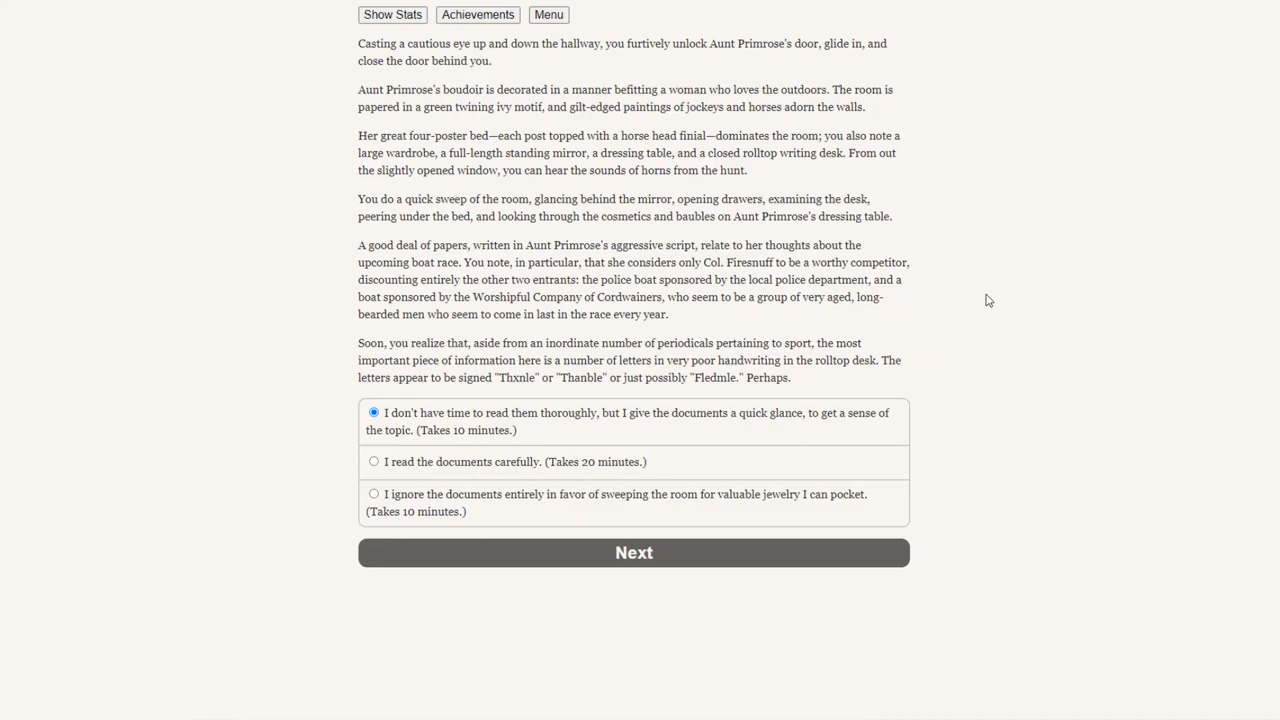 Show Stats Achievements Menu
Casting a cautious eye up and down the hallway, you furtively unlock Aunt Primrose's door, glide in, and
close the door behind you.
Aunt Primrose's boudoir is decorated in a manner befitting a woman who loves the outdoors. The room is
papered in a green twining ivy motif, and gilt-edged paintings of jockeys and horses adorn the walls.
Her great four-poster bed—each post topped with a horse head finial—dominates the room; you also note a
large wardrobe, a full-length standing mirror, a dressing table, and a closed rolltop writing desk. From out
the slightly opened window, you can hear the sounds of horns from the hunt.
You do a quick sweep of the room, glancing behind the mirror, opening drawers, examining the desk,
peering under the bed, and looking through the cosmetics and baubles on Aunt Primrose's dressing table.
A good deal of papers, written in Aunt Primrose's aggressive script, relate to her thoughts about the
upcoming boat race. You note, in particular, that she considers only Col. Firesnuff to be a worthy competitor,
discounting entirely the other two entrants: the police boat sponsored by the local police department, and a
boat sponsored by the Worshipful Company of Cordwainers, who seem to be a group of very aged, long-
bearded men who seem to come in last in the race every year.
Soon, you realize that, aside from an inordinate number of periodicals pertaining to sport, the most
important piece of information here is a number of letters in very poor handwriting in the rolltop desk. The
letters appear to be signed "Thxnle" or "Thanble" or just possibly "Fledmle." Perhaps.
I don't have time to read them thoroughly, but I give the documents a quick glance, to get a sense of
the topic. (Takes 10 minutes.)
I read the documents carefully. (Takes 20 minutes.)
I ignore the documents entirely in favor of sweeping the room for valuable jewelry I can pocket.
(Takes 10 minutes.)
Next